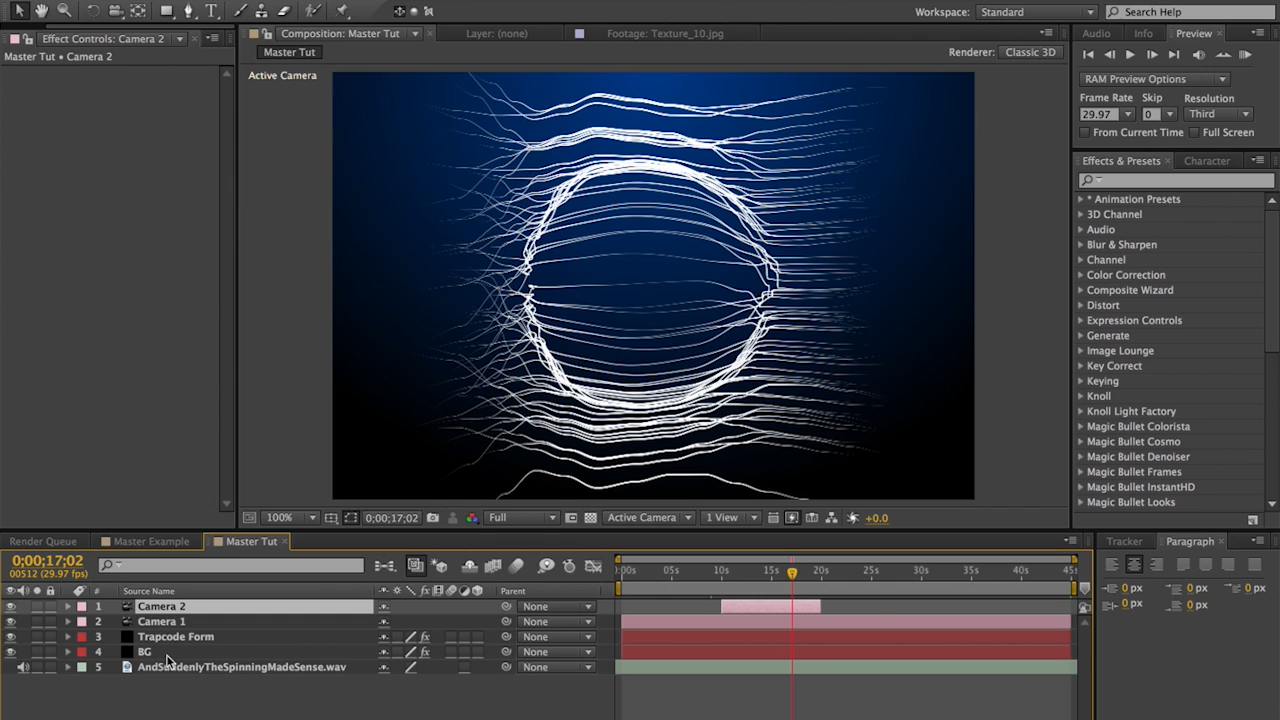 Workspace: Standard Search Help
Effect Controls: Camera 2
Composition: Master Tut
Layer: (none)
Footage: Texture_10.jpg
Audio Info Preview
Master Tut • Camera 2
Master Tut
Renderer: Classic 3D
Active Camera
RAM Preview Options
Frame Rate Skip Resolution
29.97 0 Third
From Current Time Full Screen
Effects & Presets Character
* Animation Presets
3D Channel
Audio
Blur & Sharpen
Channel
Color Correction
Composite Wizard
Distort
Expression Controls
Generate
Image Lounge
Key Correct
Keying
Knoll
Knoll Light Factory
Magic Bullet Colorista
Magic Bullet Cosmo
Magic Bullet Denoiser
Magic Bullet Frames
Magic Bullet InstantHD
Magic Bullet Looks
100% 0;00;17;02 Full Active Camera 1 View +0.0
Render Queue Master Example Master Tut
Tracker Paragraph
0;00;17;02
00512 (29.97 fps)
:00s 05s 10s 15s 20s 25s 30s 35s 40s 45s
# Source Name Parent
1 Camera 2 None
2 Camera 1 None
3 Trapcode Form None
4 BG None
5 AndSuddenlyTheSpinningMadeSense.wav None
0 px 0 px 0 px
0 px 0 px